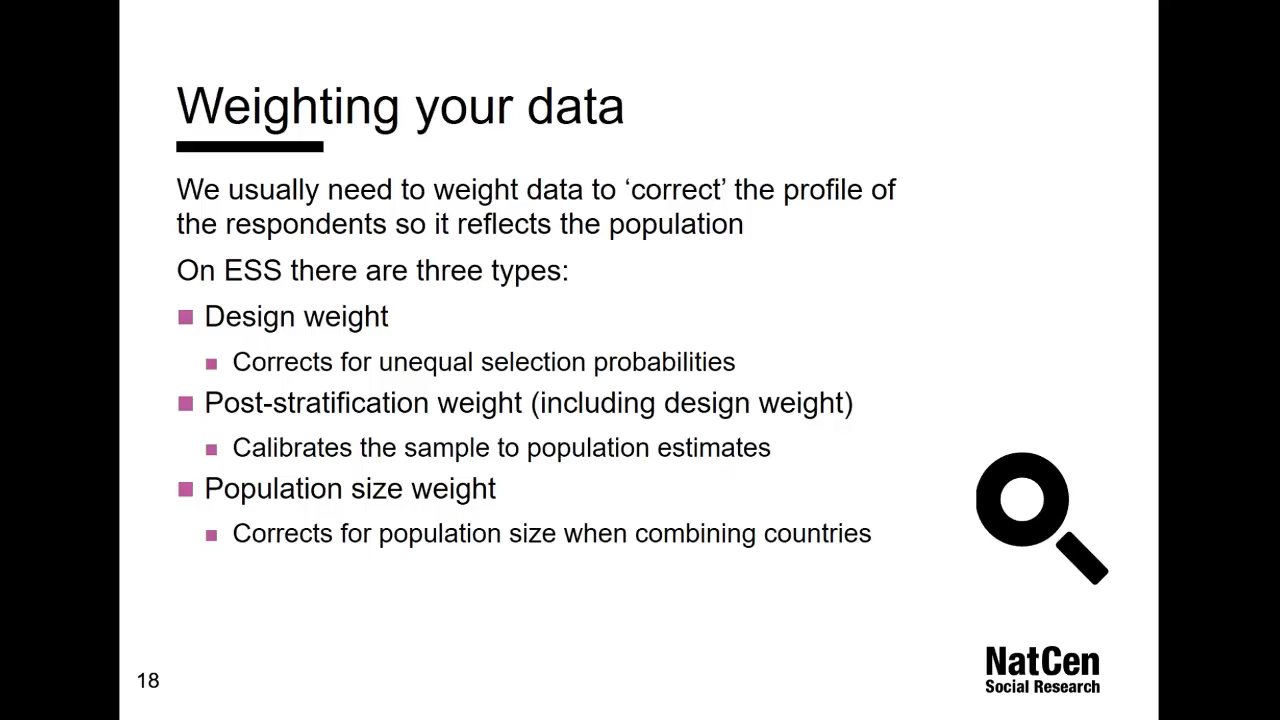 Weighting your data
We usually need to weight data to ‘correct’ the profile of
the respondents so it reflects the population
On ESS there are three types:
Design weight
Corrects for unequal selection probabilities
Post-stratification weight (including design weight)
Calibrates the sample to population estimates
Population size weight
Corrects for population size when combining countries
18
NatCen
Social Research